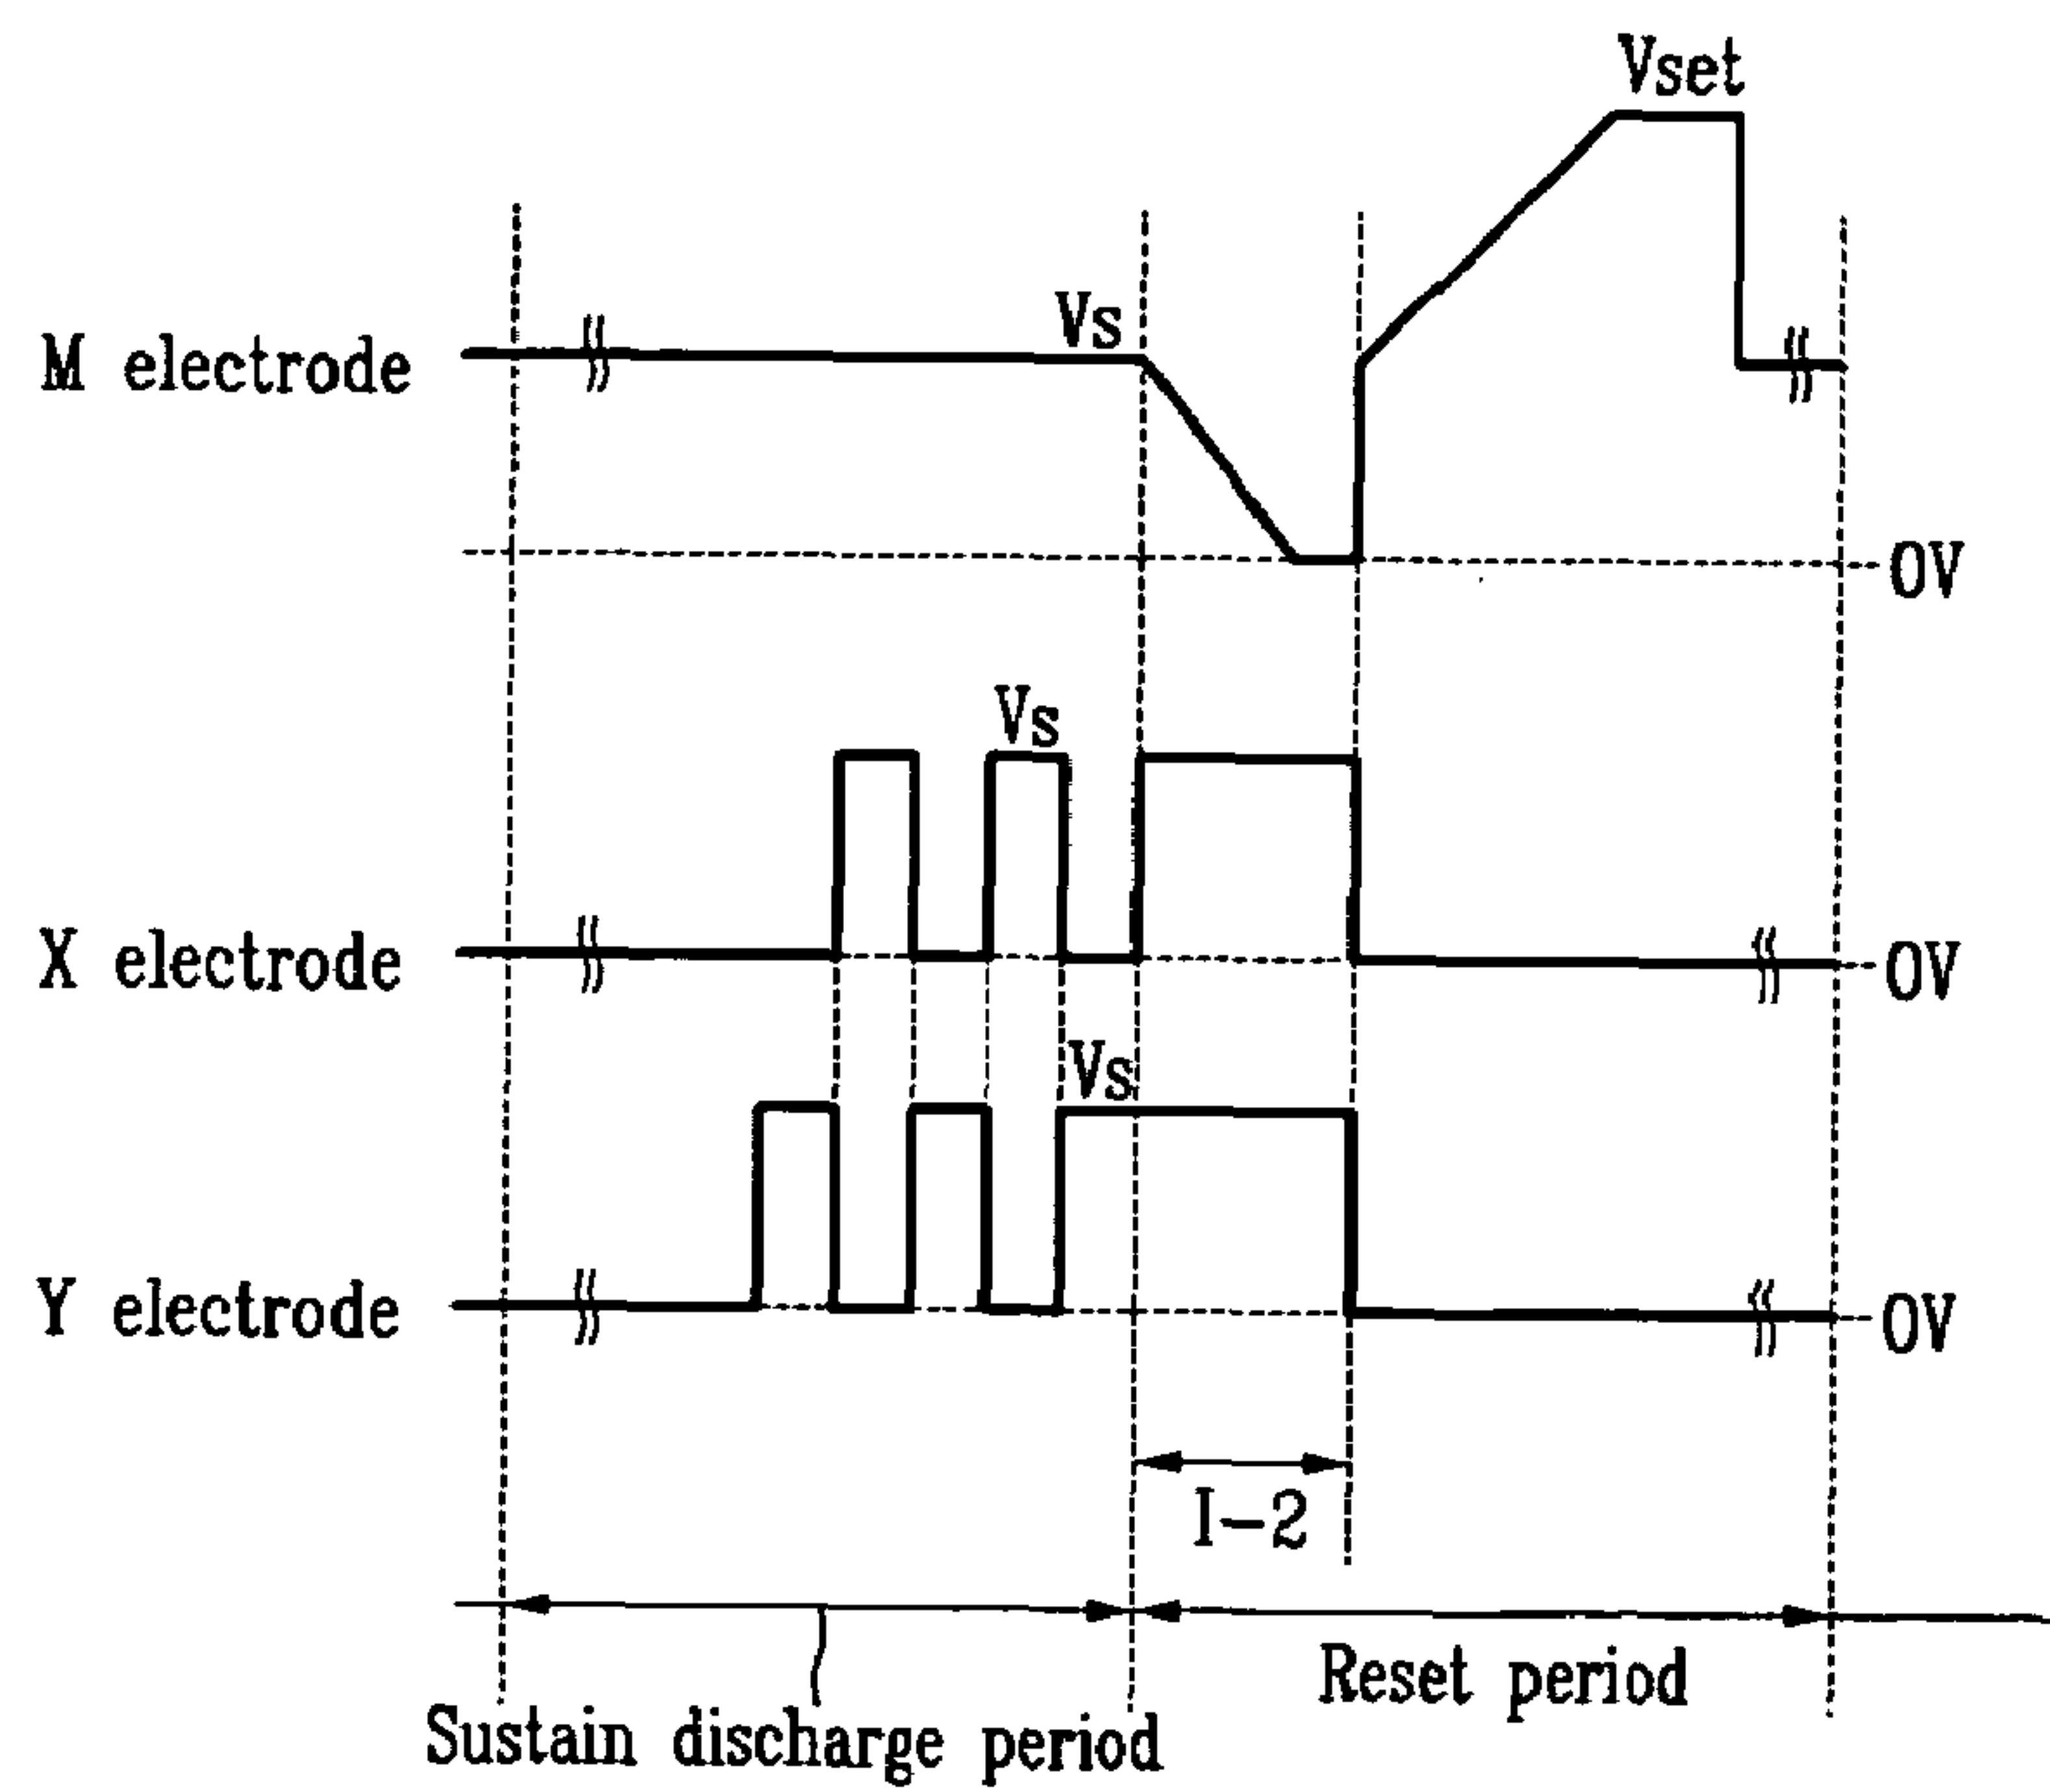 Vset
Vs
M electrode
0V
Vs
X electrode
0V
Vs
Y electrode
0V
I-2
Reset period
Sustain discharge period